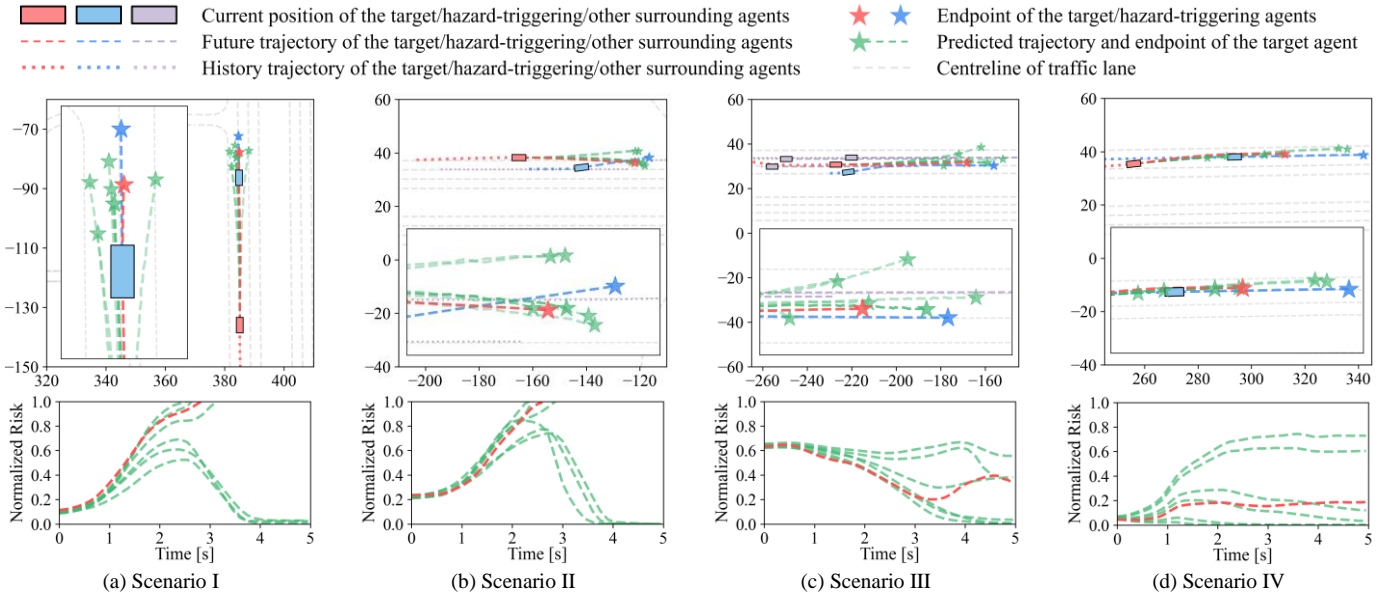 Current position of the target/hazard-triggering/other surrounding agents
Endpoint of the target/hazard-triggering agents
Future trajectory of the target/hazard-triggering/other surrounding agents
Predicted trajectory and endpoint of the target agent
History trajectory of the target/hazard-triggering/other surrounding agents
Centreline of traffic lane
−70
−90
−110
−130
−150
320 340 360 380 400
60
40
20
0
−20
−40
−200 −180 −160 −140 −120
60
40
20
0
−20
−40
−60
−260 −240 −220 −200 −180 −160
60
40
20
0
−20
−40
260 280 300 320 340
Normalized Risk
1.0
0.8
0.6
0.4
0.2
0.0
0 1 2 3 4 5
Time [s]
Normalized Risk
1.0
0.8
0.6
0.4
0.2
0.0
0 1 2 3 4 5
Time [s]
Normalized Risk
1.0
0.8
0.6
0.4
0.2
0.0
0 1 2 3 4 5
Time [s]
Normalized Risk
1.0
0.8
0.6
0.4
0.2
0.0
0 1 2 3 4 5
Time [s]
(a) Scenario I
(b) Scenario II
(c) Scenario III
(d) Scenario IV